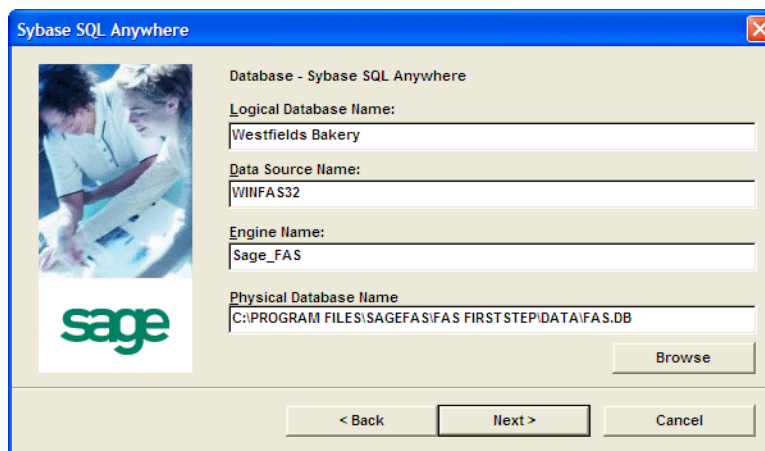 Sybase SQL Anywhere
Database - Sybase SQL Anywhere
Logical Database Name:
Westfields Bakery
Data Source Name:
WINFAS32
Engine Name:
Sage_FAS
Physical Database Name
C:\PROGRAM FILES\SAGEFAS\FAS FIRSTSTEP\DATA\FAS.DB
sage
Browse
< Back
Next >
Cancel